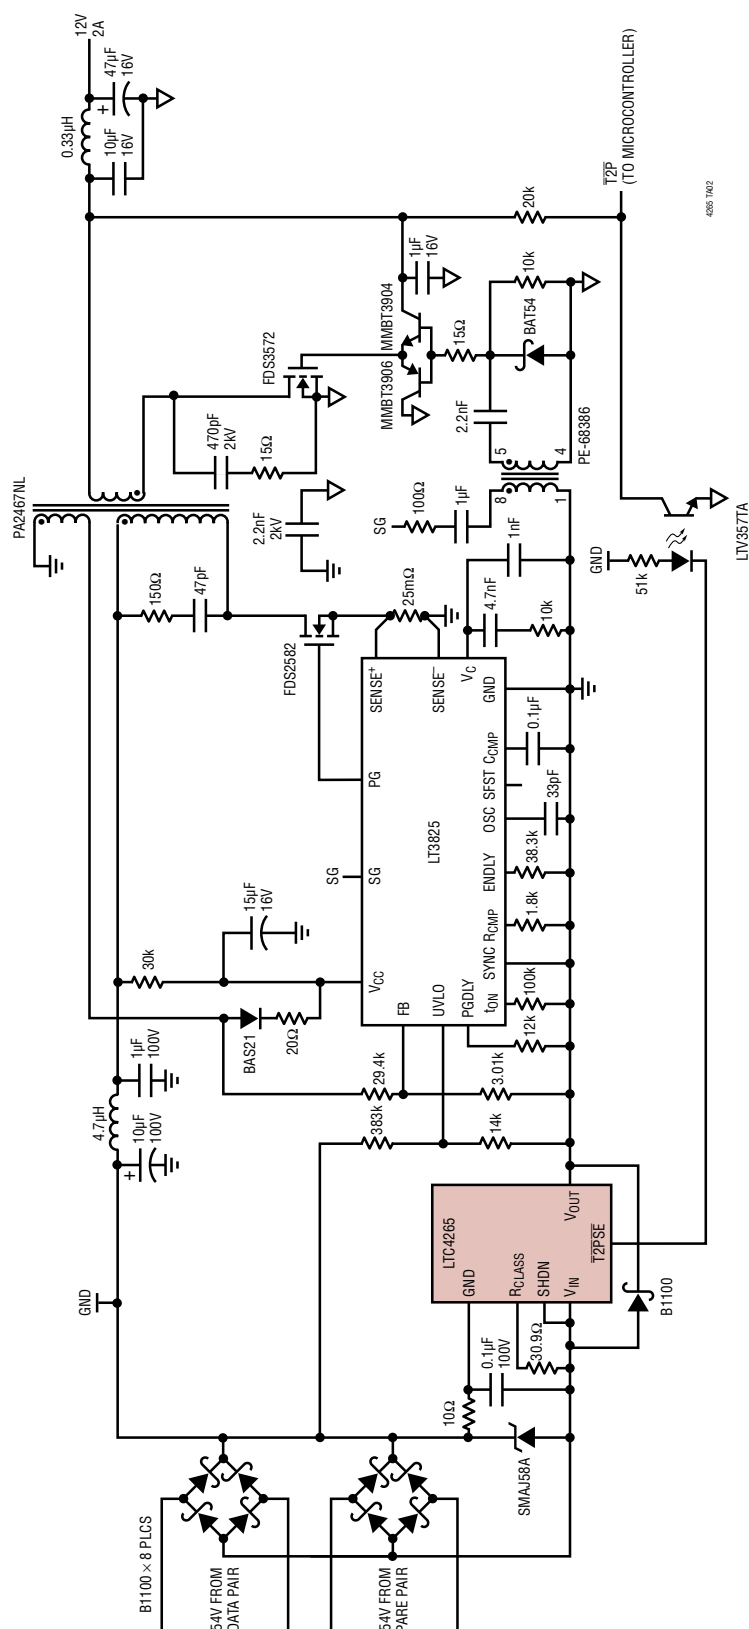 B1100 × 8 PLCS
54V FROM
DATA PAIR
54V FROM
PARE PAIR
GND
4.7µH
10µF
100V
+
1µF
100V
30k
PA2467NL
150Ω
47pF
0.33µH
10µF
16V
+
47µF
16V
12V
2A
BAS21
20Ω
15µF
16V
SG
FDS2582
2.2nF
2kV
470pF
2kV
15Ω
FDS3572
383k
29.4k
14k
3.01k
VCC
SG
PG
SENSE+
SENSE–
VC
GND
FB
UVLO
PGDLY
tON
SYNC
RCMP
ENDLY
OSC
SFST
CCMP
LT3825
25mΩ
12k
100k
1.8k
38.3k
33pF
0.1µF
4.7nF
10k
1nF
SG
100Ω
1µF
8
1
5
4
PE-68386
2.2nF
MMBT3906
MMBT3904
1µF
16V
15Ω
BAT54
10k
20k
T2P
(TO MICROCONTROLLER)
SMAJ58A
10Ω
0.1µF
100V
30.9Ω
LTC4265
GND
RCLASS
SHDN
VIN
VOUT
T2PSE
B1100
GND
51k
LTV357TA
4265 TA02